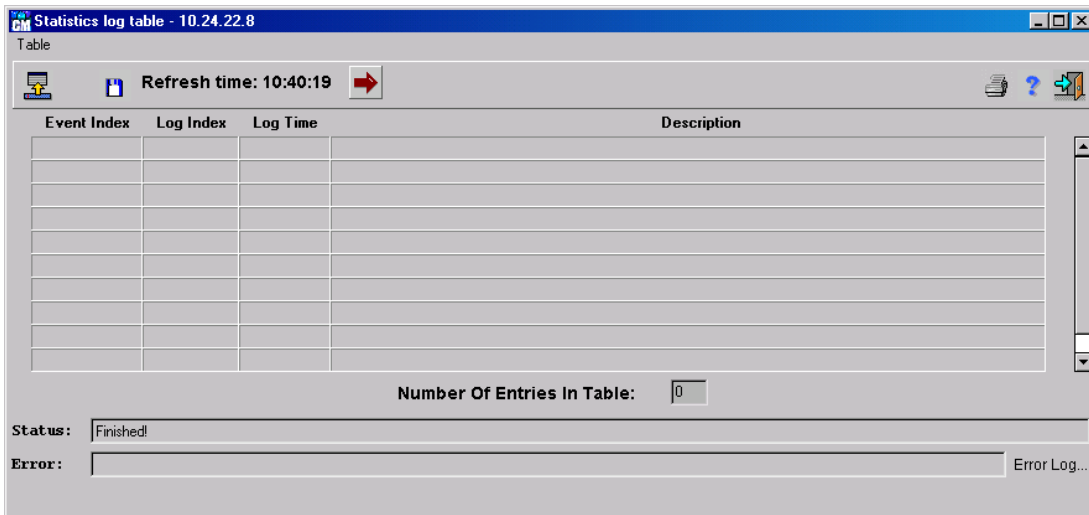 CM Statistics log table - 10.24.22.8
Table
Refresh time: 10:40:19
Event Index Log Index Log Time Description
Number Of Entries In Table: 0
Status: Finished!
Error: Error Log...